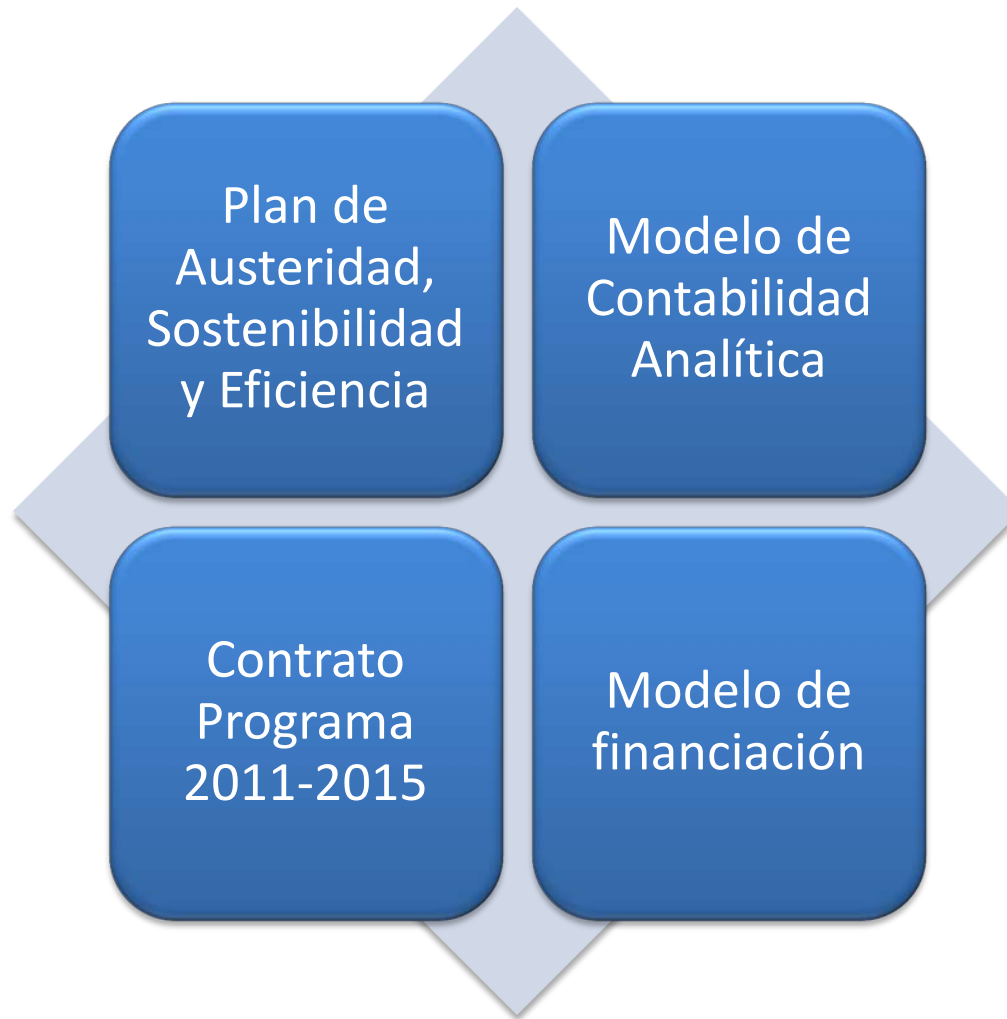 Plan de
Austeridad,
Sostenibilidad
y Eficiencia
Modelo de
Contabilidad
Analítica
Contrato
Programa
2011-2015
Modelo de
financiación